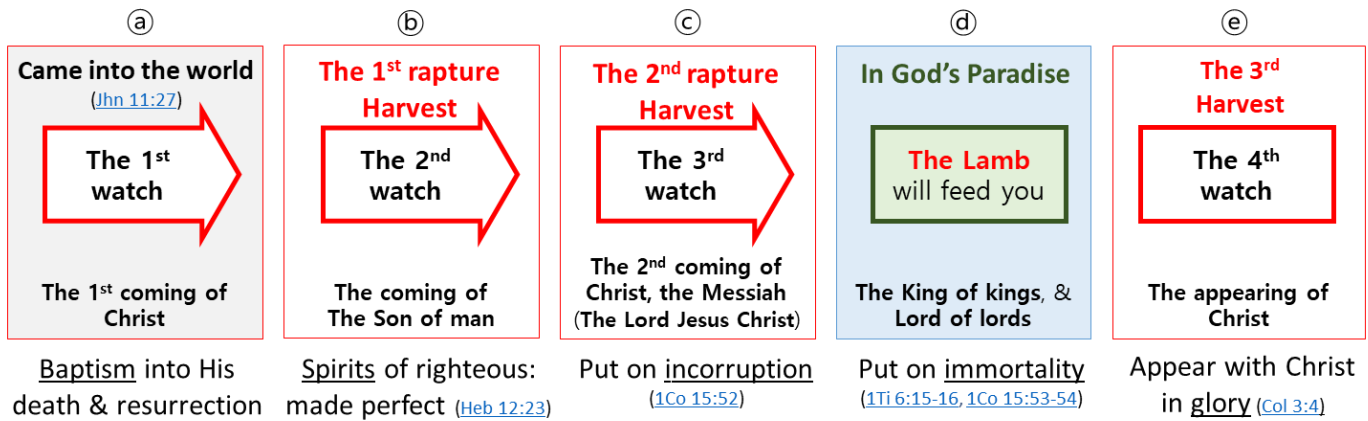 ⓐ
Came into the world
(Jhn 11:27)
The 1st
watch
The 1st coming of
Christ
Baptism into His
death & resurrection
ⓑ
The 1st rapture
Harvest
The 2nd
watch
The coming of
The Son of man
Spirits of righteous:
made perfect (Heb 12:23)
ⓒ
The 2nd rapture
Harvest
The 3rd
watch
The 2nd coming of
Christ, the Messiah
(The Lord Jesus Christ)
Put on incorruption
(1Co 15:52)
ⓓ
In God’s Paradise
The Lamb
will feed you
The King of kings, &
Lord of lords
Put on immortality
(1Ti 6:15-16, 1Co 15:53-54)
ⓔ
The 3rd
Harvest
The 4th
watch
The appearing of
Christ
Appear with Christ
in glory (Col 3:4)